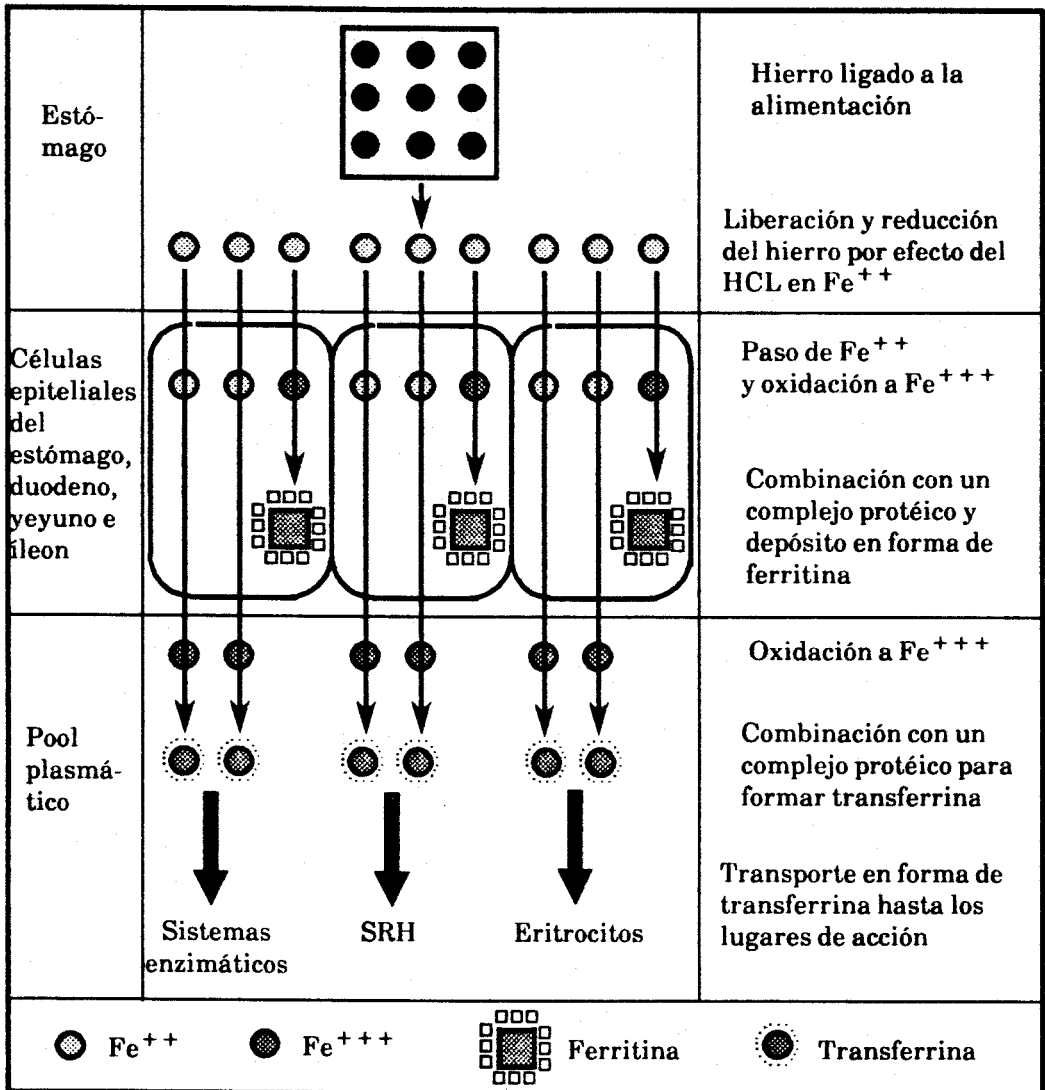 Estó-
mago
Hierro ligado a la
alimentación
Liberación y reducción
del hierro por efecto del
HCL en Fe++
Células
epiteliales
del
estómago,
duodeno,
yeyuno e
íleon
Paso de Fe++
y oxidación a Fe+++
Combinación con un
complejo protéico y
depósito en forma de
ferritina
Pool
plasmá-
tico
Oxidación a Fe+++
Combinación con un
complejo protéico para
formar transferrina
Transporte en forma de
transferrina hasta los
lugares de acción
Sistemas
enzimáticos
SRH
Eritrocitos
Fe++
Fe+++
Ferritina
Transferrina